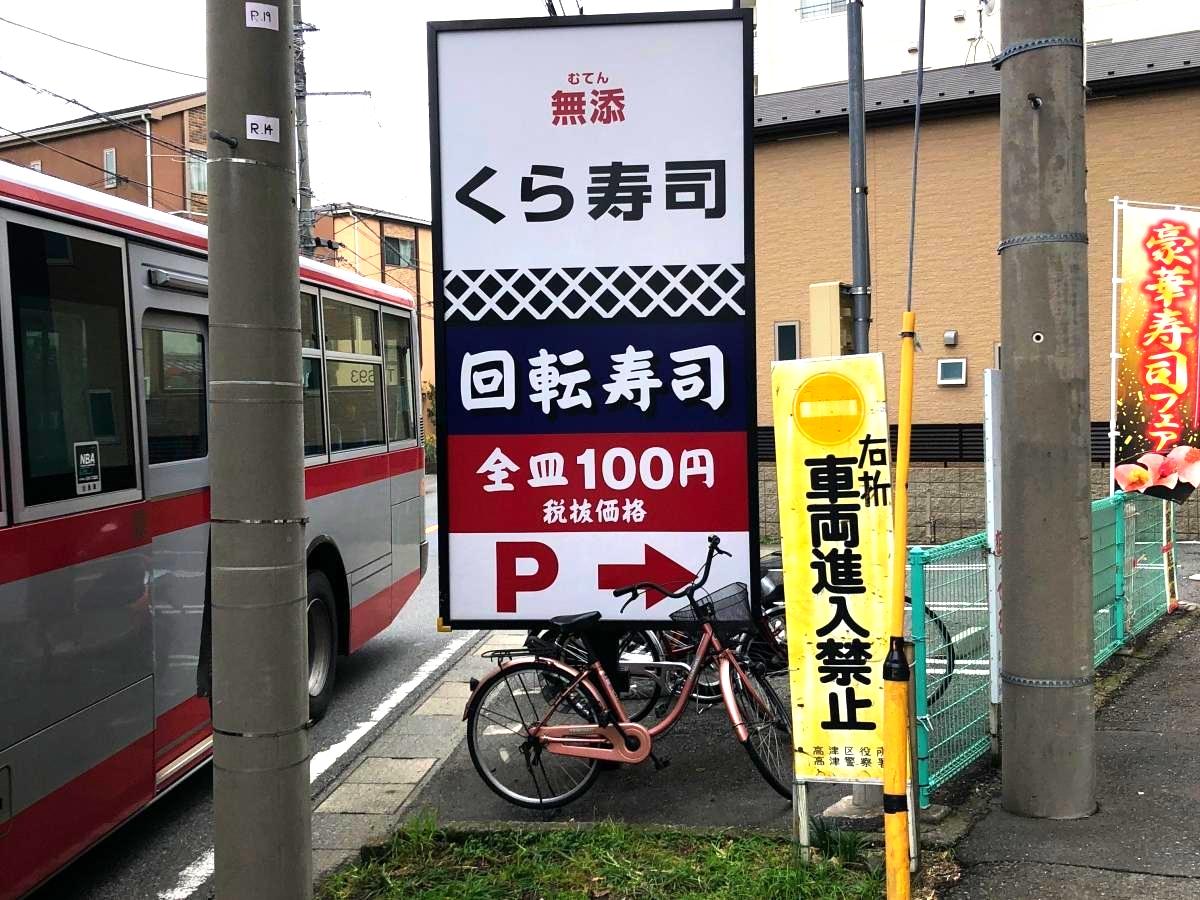 R.19
R.14
むてん
無添
くら寿司
回転寿司
全皿100円
税抜価格
P
右折
車両進入禁止
高津区役所
高津警察署
豪華寿司フェア
NBA